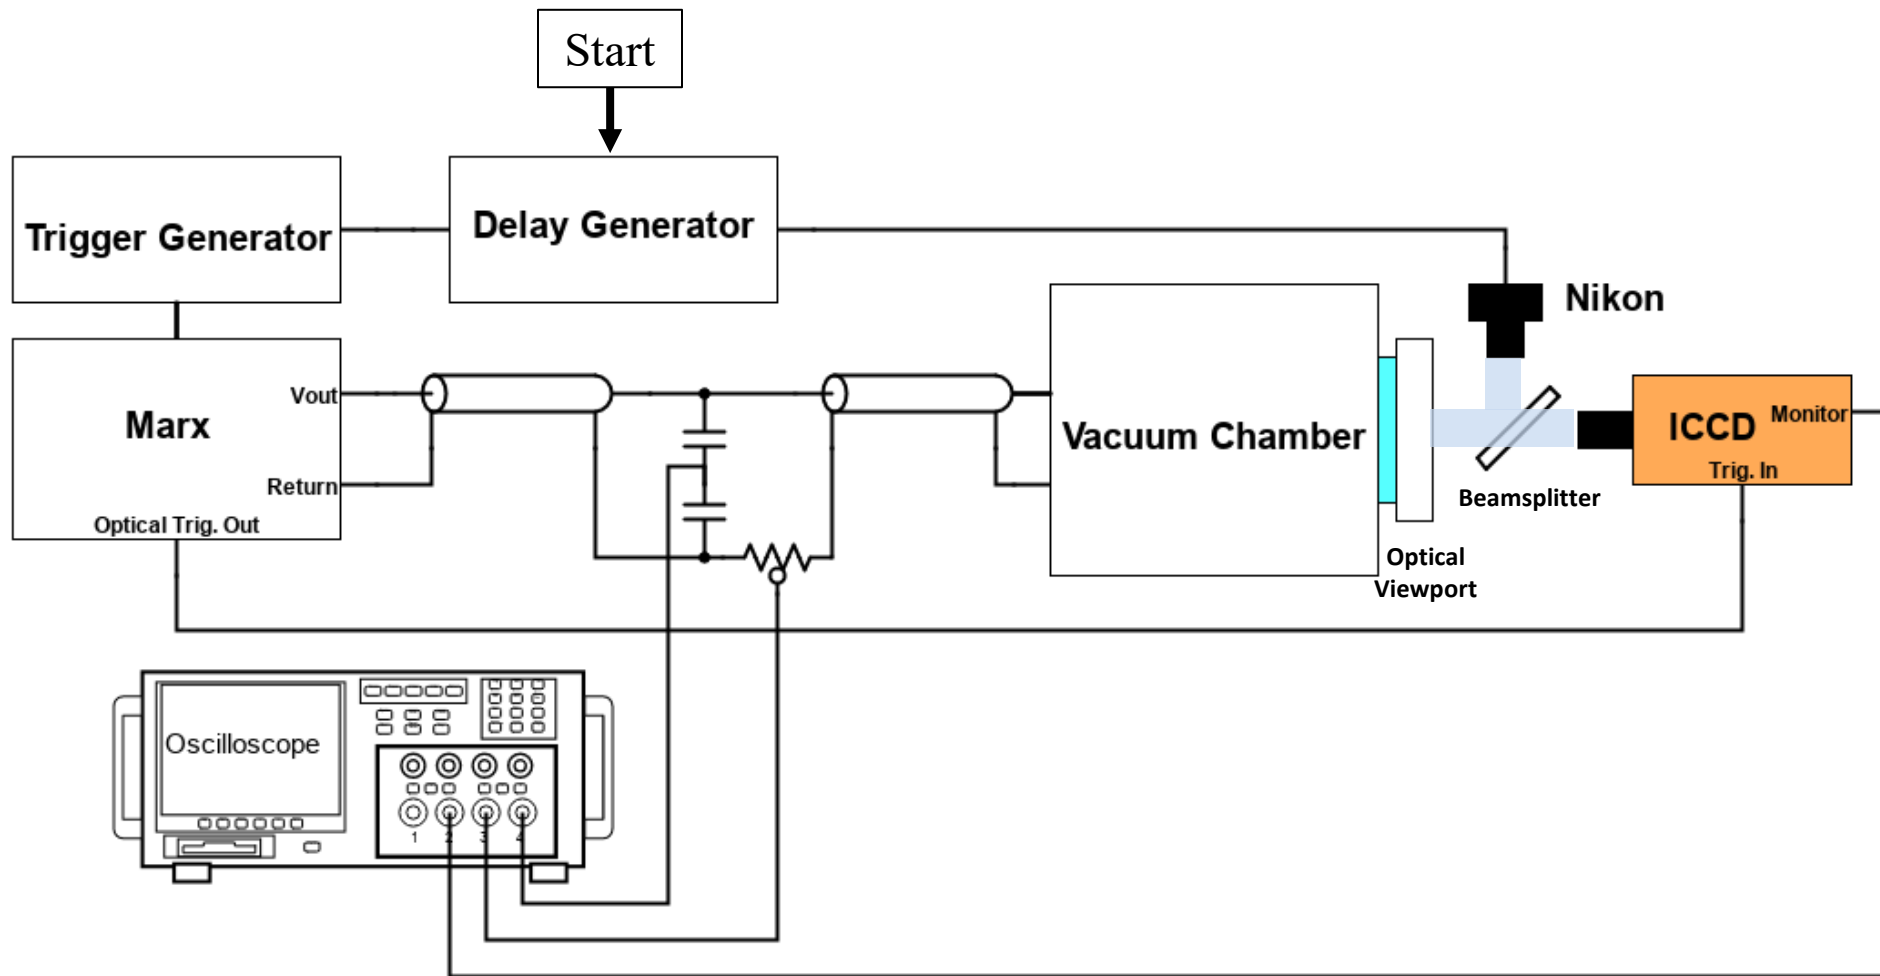 Start
Trigger Generator
Delay Generator
Nikon
Marx
Vout
Return
Optical Trig. Out
Vacuum Chamber
ICCD
Monitor
Trig. In
Beamsplitter
Optical
Viewport
Oscilloscope
1 2 3 4